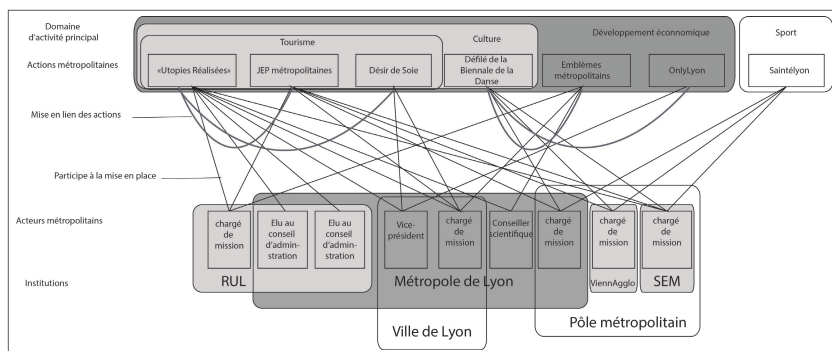 Domaine
d'activité principal
Développement économique
Sport
Culture
Tourisme
Actions métropolitaines
«Utopies Réalisées»
JEP métropolitaines
Désir de Soie
Défilé de la
Biennale de la
Danse
Emblèmes
métropolitains
OnlyLyon
Saintélyon
Mise en lien des actions
Participe à la mise en place
Acteurs métropolitains
chargé
de
mission
Elu au
conseil
d'admin-
stration
Elu au
conseil
d'admin-
stration
Vice-
président
chargé
de
mission
Conseiller
scientifique
chargé
de
mission
chargé
de
mission
chargé
de
mission
Institutions
RUL
Métropole de Lyon
ViennAgglo
SEM
Ville de Lyon
Pôle métropolitain